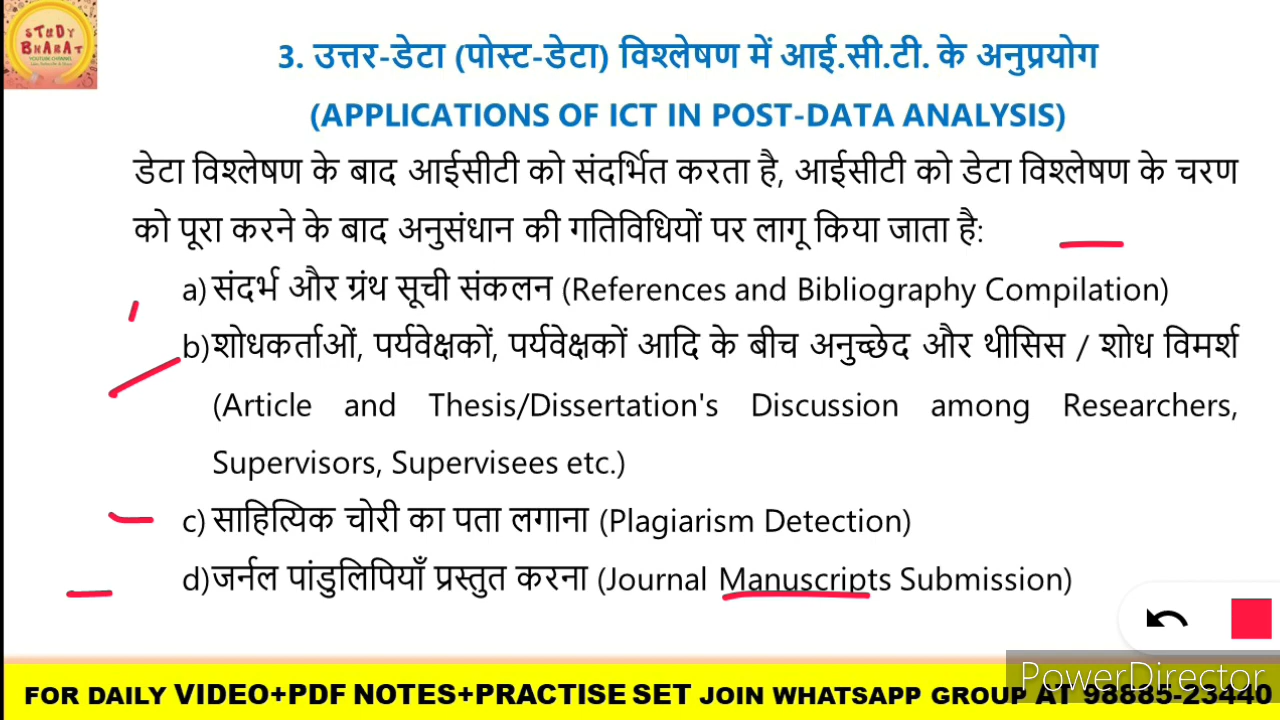 STUDY
BHARAT
YOUTUBE CHANNEL
3. उत्तर-डेटा (पोस्ट-डेटा) विश्लेषण में आई.सी.टी. के अनुप्रयोग
(APPLICATIONS OF ICT IN POST-DATA ANALYSIS)
डेटा विश्लेषण के बाद आईसीटी को संदर्भित करता है, आईसीटी को डेटा विश्लेषण के चरण
को पूरा करने के बाद अनुसंधान की गतिविधियों पर लागू किया जाता है:
a) संदर्भ और ग्रंथ सूची संकलन (References and Bibliography Compilation)
b) शोधकर्ताओं, पर्यवेक्षकों, पर्यवेक्षकों आदि के बीच अनुच्छेद और थीसिस / शोध विमर्श
(Article and Thesis/Dissertation's Discussion among Researchers,
Supervisors, Supervisees etc.)
c) साहित्यिक चोरी का पता लगाना (Plagiarism Detection)
d) जर्नल पांडुलिपियाँ प्रस्तुत करना (Journal Manuscripts Submission)
PowerDirector
FOR DAILY VIDEO+PDF NOTES+PRACTISE SET JOIN WHATSAPP GROUP AT 98885-23440